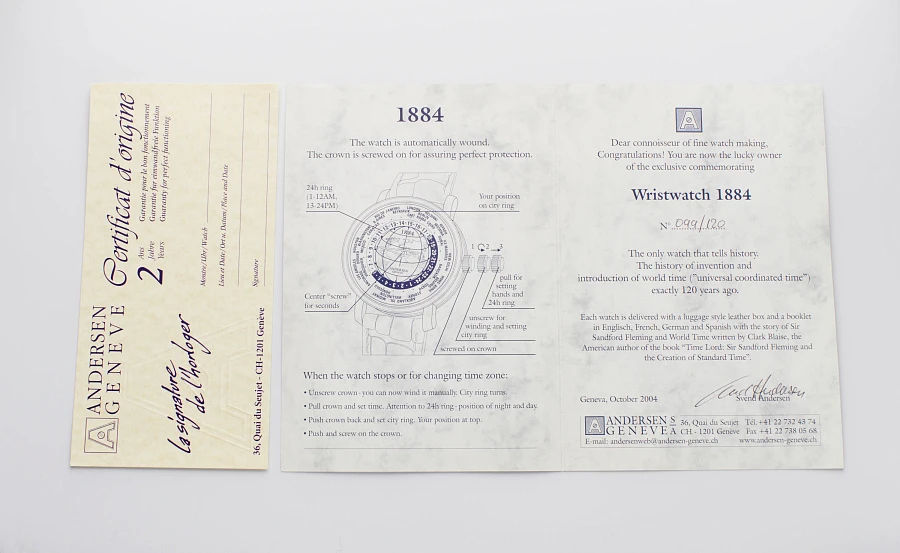 ANDERSEN
GENEVE
Certificat d'origine
2
Ans
Jahre
Years
Garantie pour le bon fonctionnement
Garantie für einwandfreie Funktion
Guaranty for perfect functioning
Montre/Uhr/Watch
Lieu et Date/Ort u. Datum/Place and Date
Signature
La signature
de l'horloger
36, Quai du Seujet - CH-1201 Genève
1884
The watch is automatically wound.
The crown is screwed on for assuring perfect protection.
24h ring
(1-12AM,
13-24PM)
Your position
on city ring
1 2 3
pull for
setting
hands and
24h ring
Center "screw"
for seconds
unscrew for
winding and setting
city ring
screwed on crown
When the watch stops or for changing time zone:
• Unscrew crown - you can now wind it manually. City ring turns.
• Pull crown and set time. Attention to 24h ring - position of night and day.
• Push crown back and set city ring. Your position at top.
• Push and screw on the crown.
A
Dear connoisseur of fine watch making,
Congratulations! You are now the lucky owner
of the exclusive commemorating
Wristwatch 1884
N° 099/120
The only watch that tells history.
The history of invention and
introduction of world time ("universal coordinated time")
exactly 120 years ago.
Each watch is delivered with a luggage style leather box and a booklet
in Englisch, French, German and Spanish with the story of Sir
Sandford Fleming and World Time written by Clark Blaise, the
American author of the book "Time Lord: Sir Sandford Fleming and
the Creation of Standard Time".
Geneva, October 2004
Svend Andersen
ANDERSEN S 36, Quai du Seujet Tél. +41 22 732 43 74
GENEVE A CH - 1201 Genève Fax +41 22 738 05 68
E-mail: andersenweb@andersen-geneve.ch www.andersen-geneve.ch